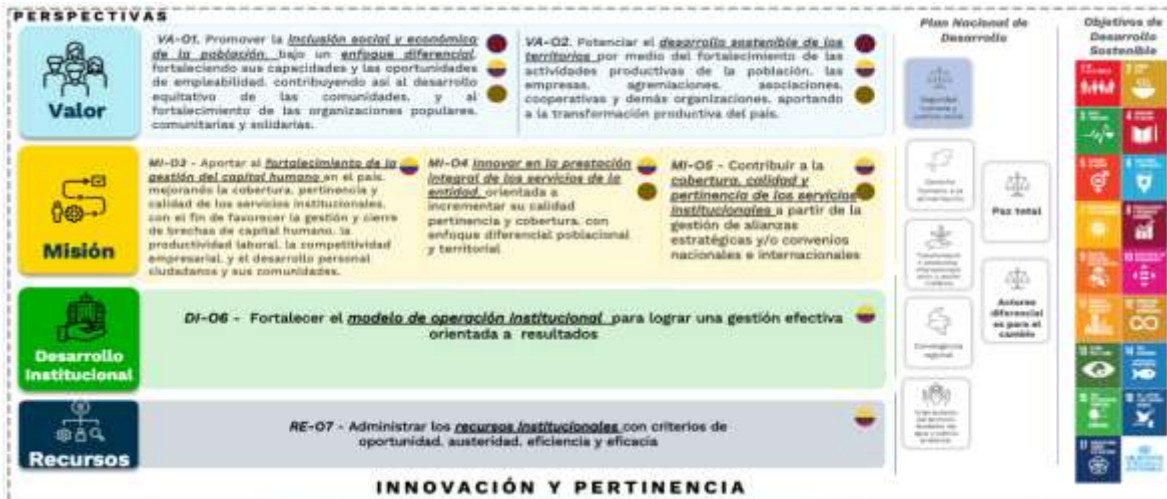 PERSPECTIVAS
Valor
VA-01. Promover la inclusión social y económica
de la población, bajo un enfoque diferencial,
fortaleciendo sus capacidades y las oportunidades
de empleabilidad, contribuyendo así al desarrollo
equitativo de las comunidades, y al
fortalecimiento de las organizaciones populares,
comunitarias y solidarias.
VA-02. Potenciar el desarrollo sostenible de los
territorios por medio del fortalecimiento de las
actividades productivas de la población, las
empresas, agremiaciones, asociaciones,
cooperativas y demás organizaciones, aportando
a la transformación productiva del país.
Misión
MI-03 - Aportar al fortalecimiento de la
gestión del capital humano en el país,
mejorando la cobertura, pertinencia y
calidad de los servicios institucionales,
con el fin de favorecer la gestión y cierre
de brechas de capital humano, la
productividad laboral, la competitividad
empresarial, y el desarrollo personal
ciudadanos y sus comunidades.
MI-04 Innovar en la prestación
integral de los servicios de la
entidad, orientada a
incrementar su calidad
pertinencia y cobertura, con
enfoque diferencial poblacional
y territorial
MI-05 - Contribuir a la
cobertura, calidad y
pertinencia de los servicios
institucionales a partir de la
gestión de alianzas
estratégicas y/o convenios
nacionales e internacionales
Desarrollo
Institucional
DI-06 - Fortalecer el modelo de operación institucional para lograr una gestión efectiva
orientada a resultados
Recursos
RE-07 - Administrar los recursos institucionales con criterios de
oportunidad, austeridad, eficiencia y eficacia
INNOVACIÓN Y PERTINENCIA
Plan Nacional de
Desarrollo
Seguridad
humana y
justicia social
Convergencia
regional
Paz total
Actores
diferencial
es para el
cambio
Objetivos de
Desarrollo
Sostenible